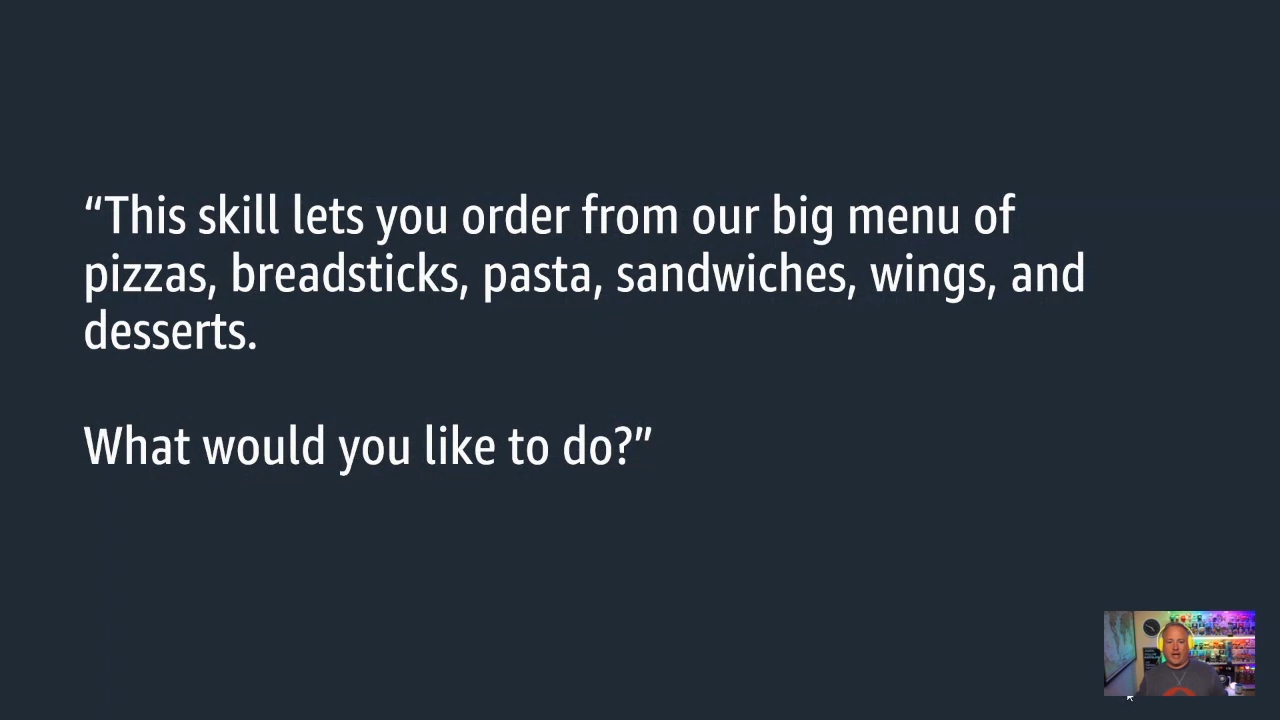 “This skill lets you order from our big menu of
pizzas, breadsticks, pasta, sandwiches, wings, and
desserts.
What would you like to do?”